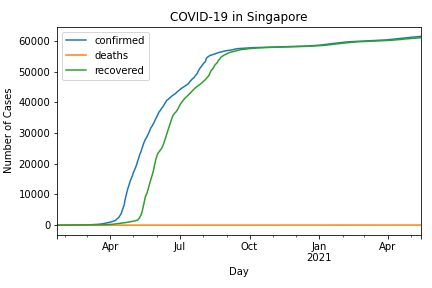 COVID-19 in Singapore
confirmed
deaths
recovered
60000
50000
40000
30000
20000
10000
0
Number of Cases
Apr
Jul
Oct
Jan
2021
Apr
Day